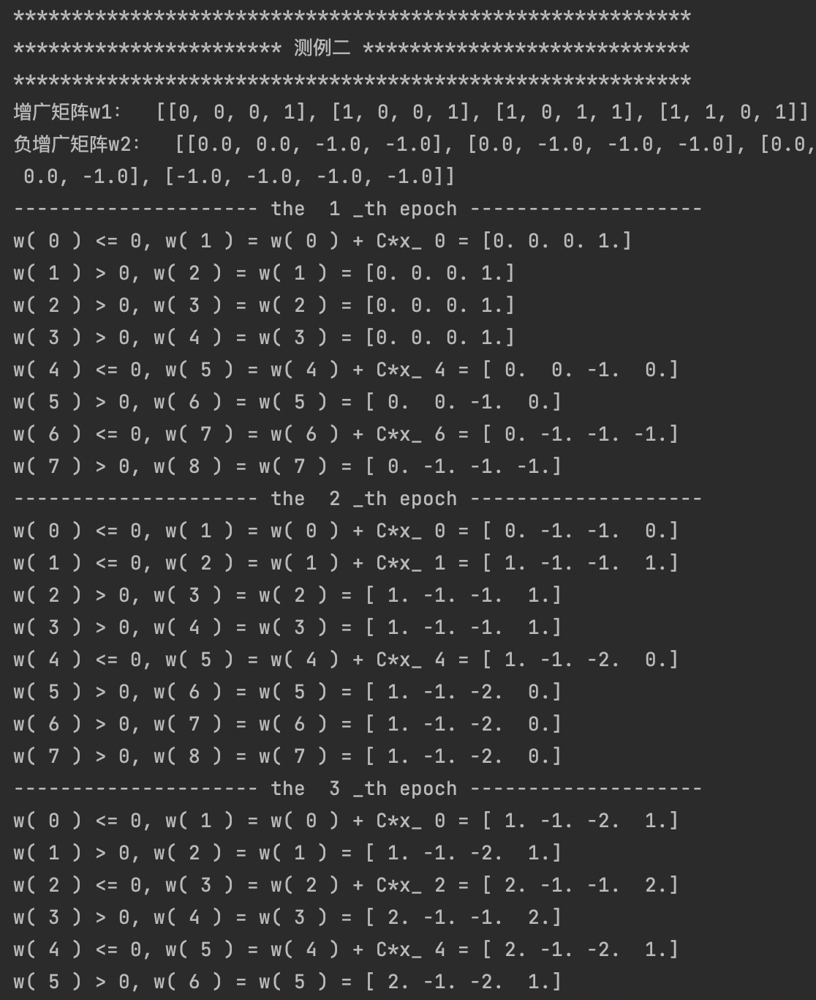 **********************************************************
*********************** 测例二 ****************************
**********************************************************
增广矩阵w1:   [[0, 0, 0, 1], [1, 0, 0, 1], [1, 0, 1, 1], [1, 1, 0, 1]]
负增广矩阵w2:   [[0.0, 0.0, -1.0, -1.0], [0.0, -1.0, -1.0, -1.0], [0.0,
 0.0, -1.0], [-1.0, -1.0, -1.0, -1.0]]
--------------------- the  1 _th epoch --------------------
w( 0 ) <= 0, w( 1 ) = w( 0 ) + C*x_ 0 = [0. 0. 0. 1.]
w( 1 ) > 0, w( 2 ) = w( 1 ) = [0. 0. 0. 1.]
w( 2 ) > 0, w( 3 ) = w( 2 ) = [0. 0. 0. 1.]
w( 3 ) > 0, w( 4 ) = w( 3 ) = [0. 0. 0. 1.]
w( 4 ) <= 0, w( 5 ) = w( 4 ) + C*x_ 4 = [ 0.  0. -1.  0.]
w( 5 ) > 0, w( 6 ) = w( 5 ) = [ 0.  0. -1.  0.]
w( 6 ) <= 0, w( 7 ) = w( 6 ) + C*x_ 6 = [ 0. -1. -1. -1.]
w( 7 ) > 0, w( 8 ) = w( 7 ) = [ 0. -1. -1. -1.]
--------------------- the  2 _th epoch --------------------
w( 0 ) <= 0, w( 1 ) = w( 0 ) + C*x_ 0 = [ 0. -1. -1.  0.]
w( 1 ) <= 0, w( 2 ) = w( 1 ) + C*x_ 1 = [ 1. -1. -1.  1.]
w( 2 ) > 0, w( 3 ) = w( 2 ) = [ 1. -1. -1.  1.]
w( 3 ) > 0, w( 4 ) = w( 3 ) = [ 1. -1. -1.  1.]
w( 4 ) <= 0, w( 5 ) = w( 4 ) + C*x_ 4 = [ 1. -1. -2.  0.]
w( 5 ) > 0, w( 6 ) = w( 5 ) = [ 1. -1. -2.  0.]
w( 6 ) > 0, w( 7 ) = w( 6 ) = [ 1. -1. -2.  0.]
w( 7 ) > 0, w( 8 ) = w( 7 ) = [ 1. -1. -2.  0.]
--------------------- the  3 _th epoch --------------------
w( 0 ) <= 0, w( 1 ) = w( 0 ) + C*x_ 0 = [ 1. -1. -2.  1.]
w( 1 ) > 0, w( 2 ) = w( 1 ) = [ 1. -1. -2.  1.]
w( 2 ) <= 0, w( 3 ) = w( 2 ) + C*x_ 2 = [ 2. -1. -1.  2.]
w( 3 ) > 0, w( 4 ) = w( 3 ) = [ 2. -1. -1.  2.]
w( 4 ) <= 0, w( 5 ) = w( 4 ) + C*x_ 4 = [ 2. -1. -2.  1.]
w( 5 ) > 0, w( 6 ) = w( 5 ) = [ 2. -1. -2.  1.]